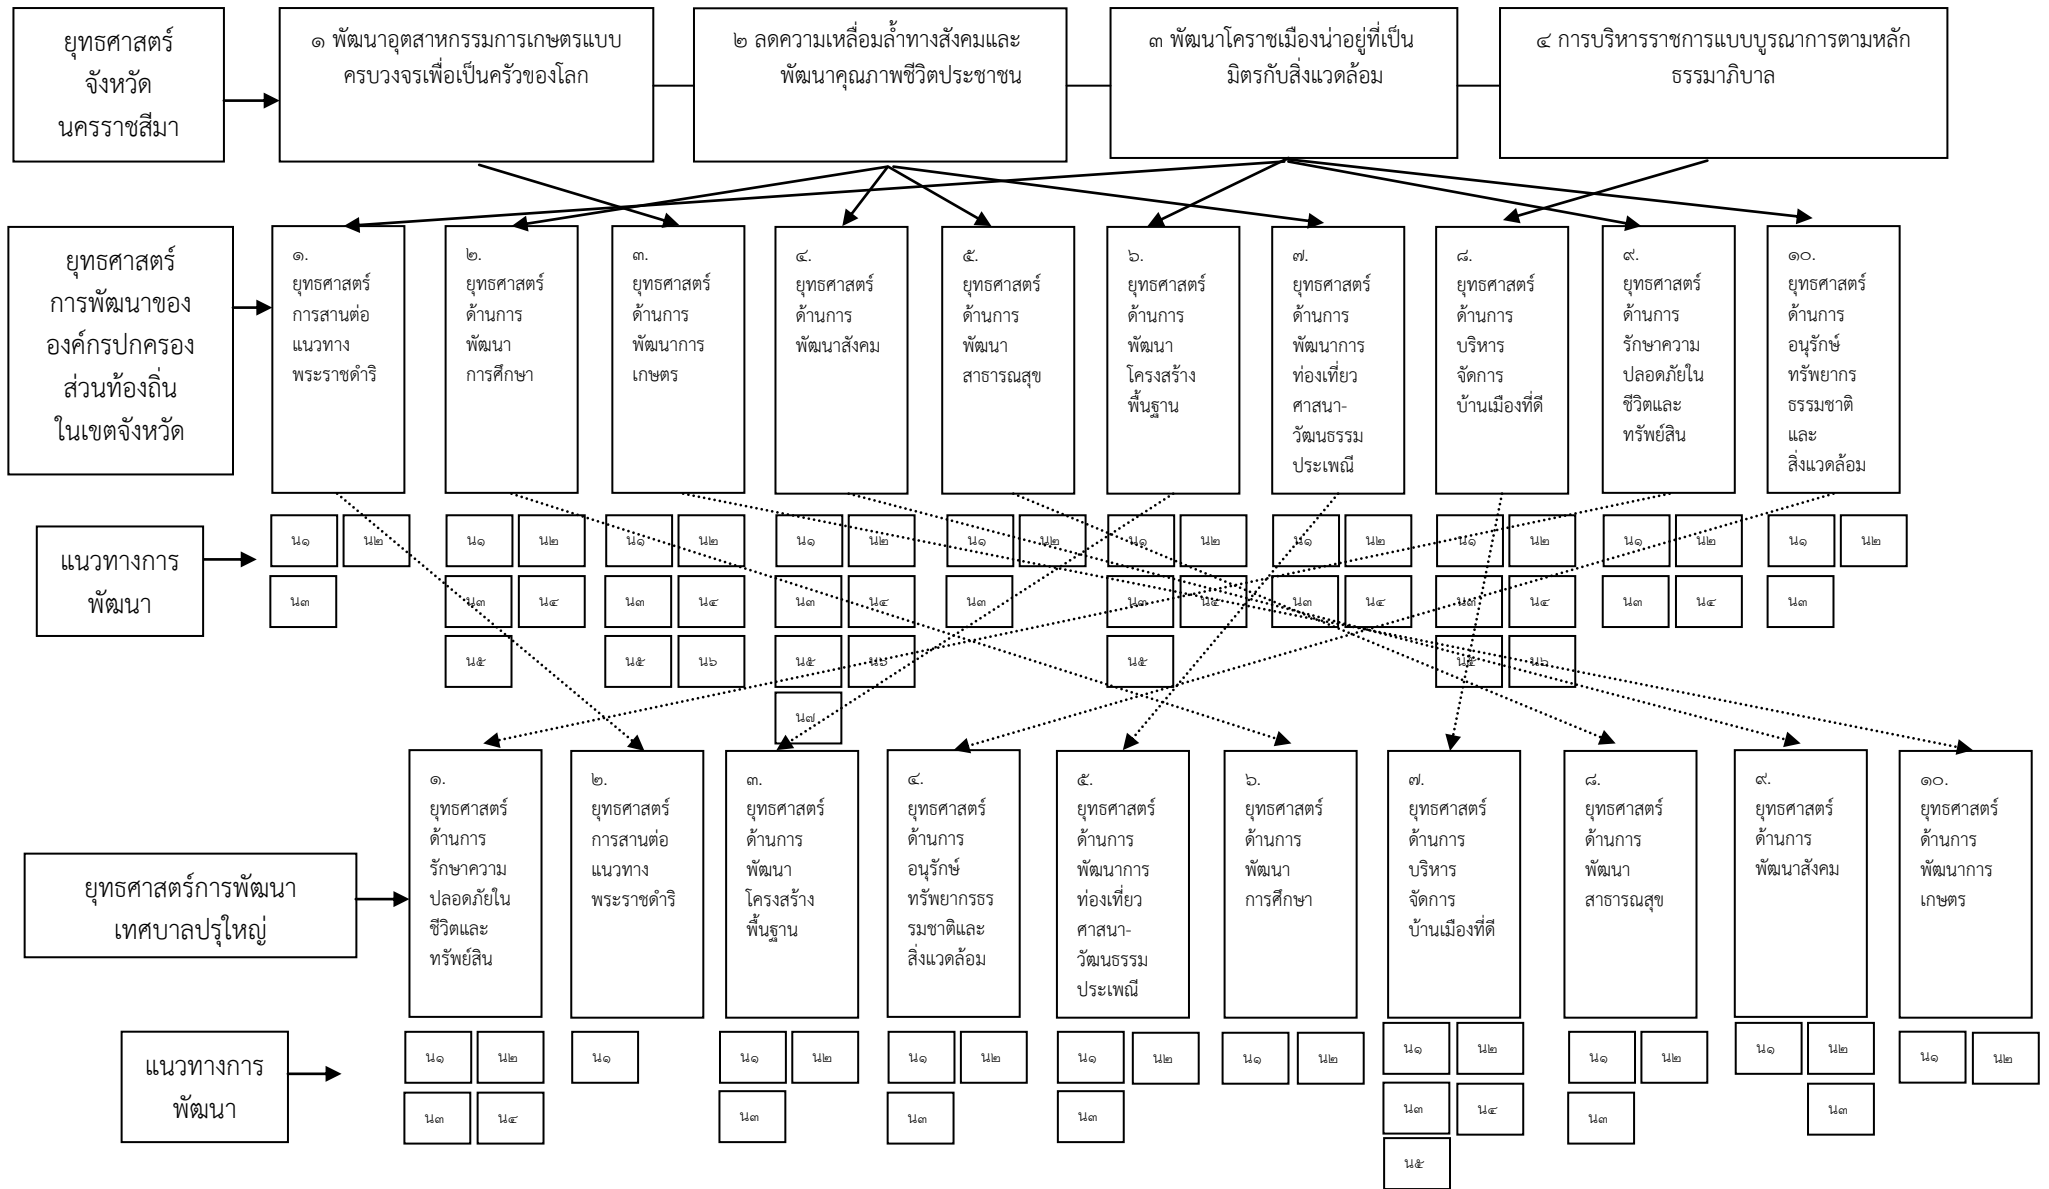 ยุทธศาสตร์
จังหวัด
นครราชสีมา
๑ พัฒนาอุตสาหกรรมการเกษตรแบบ
ครบวงจรเพื่อเป็นครัวของโลก
๒ ลดความเหลื่อมล้ำทางสังคมและ
พัฒนาคุณภาพชีวิตประชาชน
๓ พัฒนาโคราชเมืองน่าอยู่ที่เป็น
มิตรกับสิ่งแวดล้อม
๔ การบริหารราชการแบบบูรณาการตามหลัก
ธรรมาภิบาล
ยุทธศาสตร์
การพัฒนาของ
องค์กรปกครอง
ส่วนท้องถิ่น
ในเขตจังหวัด
๑.
ยุทธศาสตร์
การสานต่อ
แนวทาง
พระราชดำริ
๒.
ยุทธศาสตร์
ด้านการ
พัฒนา
การศึกษา
๓.
ยุทธศาสตร์
ด้านการ
พัฒนาการ
เกษตร
๔.
ยุทธศาสตร์
ด้านการ
พัฒนาสังคม
๕.
ยุทธศาสตร์
ด้านการ
พัฒนา
สาธารณสุข
๖.
ยุทธศาสตร์
ด้านการ
พัฒนา
โครงสร้าง
พื้นฐาน
๗.
ยุทธศาสตร์
ด้านการ
พัฒนาการ
ท่องเที่ยว
ศาสนา-
วัฒนธรรม
ประเพณี
๘.
ยุทธศาสตร์
ด้านการ
บริหาร
จัดการ
บ้านเมืองที่ดี
๙.
ยุทธศาสตร์
ด้านการ
รักษาความ
ปลอดภัยใน
ชีวิตและ
ทรัพย์สิน
๑๐.
ยุทธศาสตร์
ด้านการ
อนุรักษ์
ทรัพยากร
ธรรมชาติ
และ
สิ่งแวดล้อม
แนวทางการ
พัฒนา
น๑ น๒
น๓
น๑ น๒
น๓ น๔
น๕
น๑ น๒
น๓ น๔
น๕ น๖
น๑ น๒
น๓ น๔
น๕ น๖
น๗
น๑ น๒
น๓
น๑ น๒
น๓ น๔
น๕
น๑ น๒
น๓ น๔
น๑ น๒
น๓ น๔
น๕ น๖
น๑ น๒
น๓ น๔
น๑ น๒
น๓
ยุทธศาสตร์การพัฒนา
เทศบาลปรุใหญ่
๑.
ยุทธศาสตร์
ด้านการ
รักษาความ
ปลอดภัยใน
ชีวิตและ
ทรัพย์สิน
๒.
ยุทธศาสตร์
การสานต่อ
แนวทาง
พระราชดำริ
๓.
ยุทธศาสตร์
ด้านการ
พัฒนา
โครงสร้าง
พื้นฐาน
๔.
ยุทธศาสตร์
ด้านการ
อนุรักษ์
ทรัพยากรธร
รมชาติและ
สิ่งแวดล้อม
๕.
ยุทธศาสตร์
ด้านการ
พัฒนาการ
ท่องเที่ยว
ศาสนา-
วัฒนธรรม
ประเพณี
๖.
ยุทธศาสตร์
ด้านการ
พัฒนา
การศึกษา
๗.
ยุทธศาสตร์
ด้านการ
บริหาร
จัดการ
บ้านเมืองที่ดี
๘.
ยุทธศาสตร์
ด้านการ
พัฒนา
สาธารณสุข
๙.
ยุทธศาสตร์
ด้านการ
พัฒนาสังคม
๑๐.
ยุทธศาสตร์
ด้านการ
พัฒนาการ
เกษตร
แนวทางการ
พัฒนา
น๑ น๒
น๓ น๔
น๑
น๑ น๒
น๓
น๑ น๒
น๓
น๑ น๒
น๓
น๑ น๒
น๑ น๒
น๓ น๔
น๕
น๑ น๒
น๓
น๑ น๒
น๓
น๑ น๒